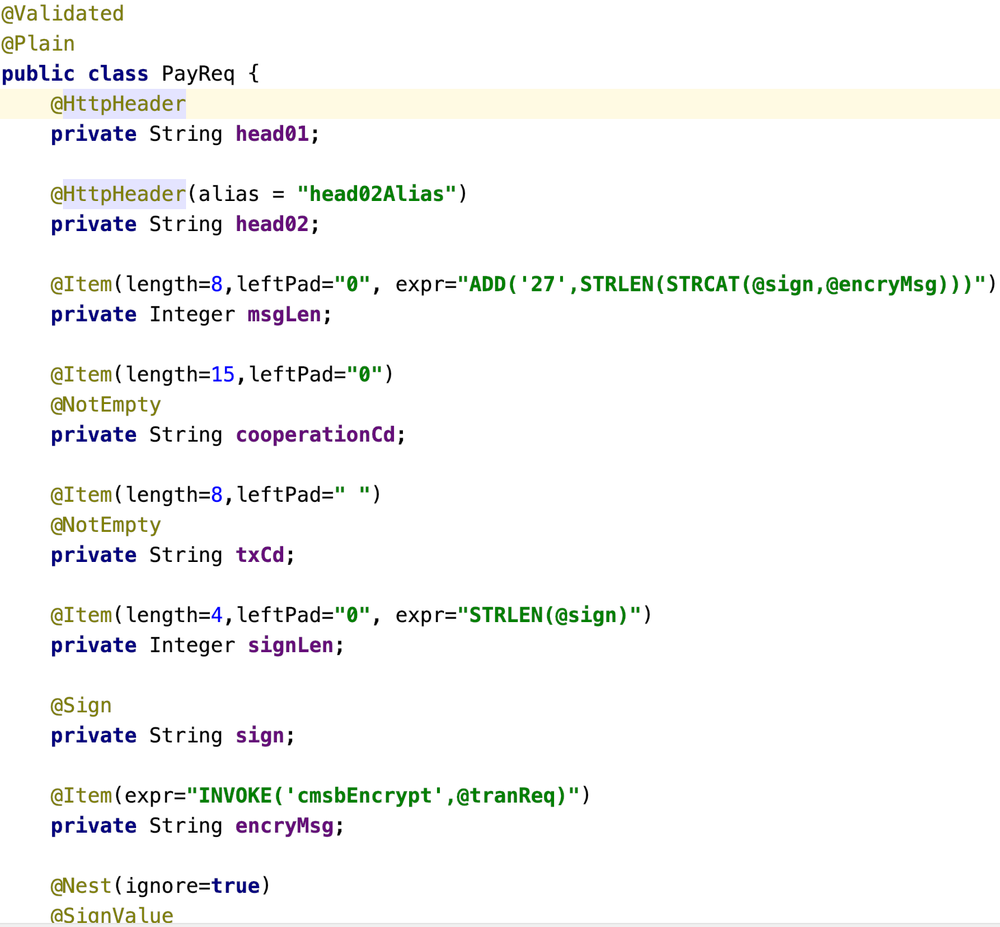 @Validated
@Plain
public class PayReq {
    @HttpHeader
    private String head01;

    @HttpHeader(alias = "head02Alias")
    private String head02;

    @Item(length=8,leftPad="0", expr="ADD('27',STRLEN(STRCAT(@sign,@encryMsg)))")
    private Integer msgLen;

    @Item(length=15,leftPad="0")
    @NotEmpty
    private String cooperationCd;

    @Item(length=8,leftPad=" ")
    @NotEmpty
    private String txCd;

    @Item(length=4,leftPad="0", expr="STRLEN(@sign)")
    private Integer signLen;

    @Sign
    private String sign;

    @Item(expr="INVOKE('cmsbEncrypt',@tranReq)")
    private String encryMsg;

    @Nest(ignore=true)
    @SignValue